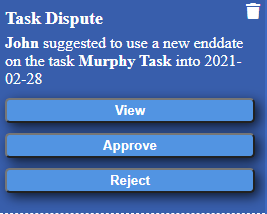 Task Dispute
John suggested to use a new enddate
on the task Murphy Task into 2021-
02-28
View
Approve
Reject